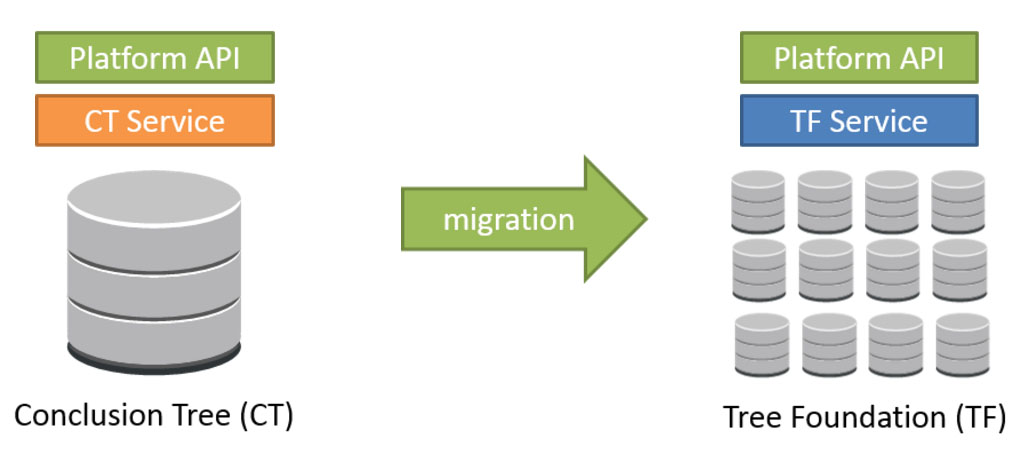 Platform API
CT Service
Conclusion Tree (CT)
migration
Platform API
TF Service
Tree Foundation (TF)